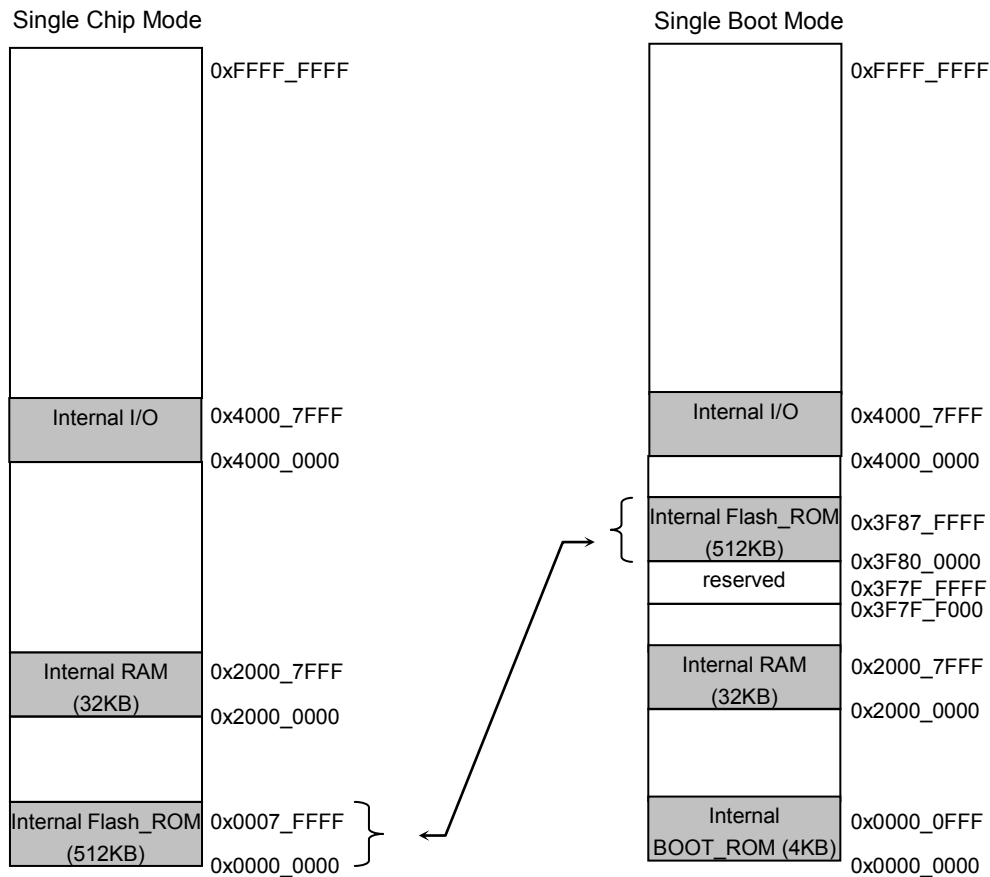 Single Chip Mode
0xFFFF_FFFF
Internal I/O
0x4000_7FFF
0x4000_0000
Internal RAM
(32KB)
0x2000_7FFF
0x2000_0000
Internal Flash_ROM
(512KB)
0x0007_FFFF
0x0000_0000
Single Boot Mode
0xFFFF_FFFF
Internal I/O
0x4000_7FFF
0x4000_0000
Internal Flash_ROM
(512KB)
0x3F87_FFFF
0x3F80_0000
reserved
0x3F7F_FFFF
0x3F7F_F000
Internal RAM
(32KB)
0x2000_7FFF
0x2000_0000
Internal
BOOT_ROM (4KB)
0x0000_0FFF
0x0000_0000